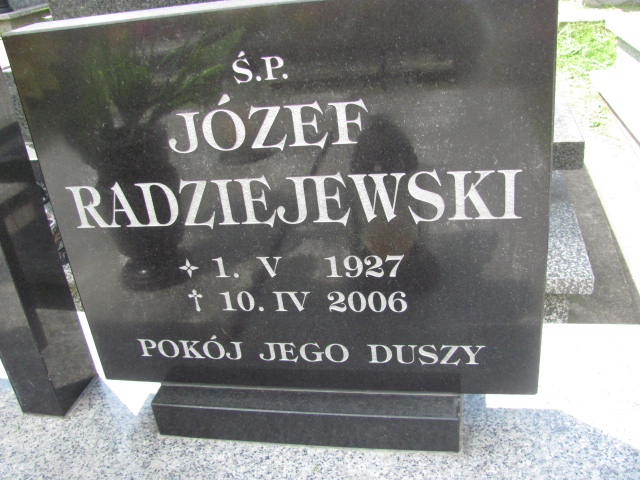 Ś.P.
JÓZEF
RADZIEJEWSKI
✧ 1. V 1927
† 10. IV 2006
POKÓJ JEGO DUSZY